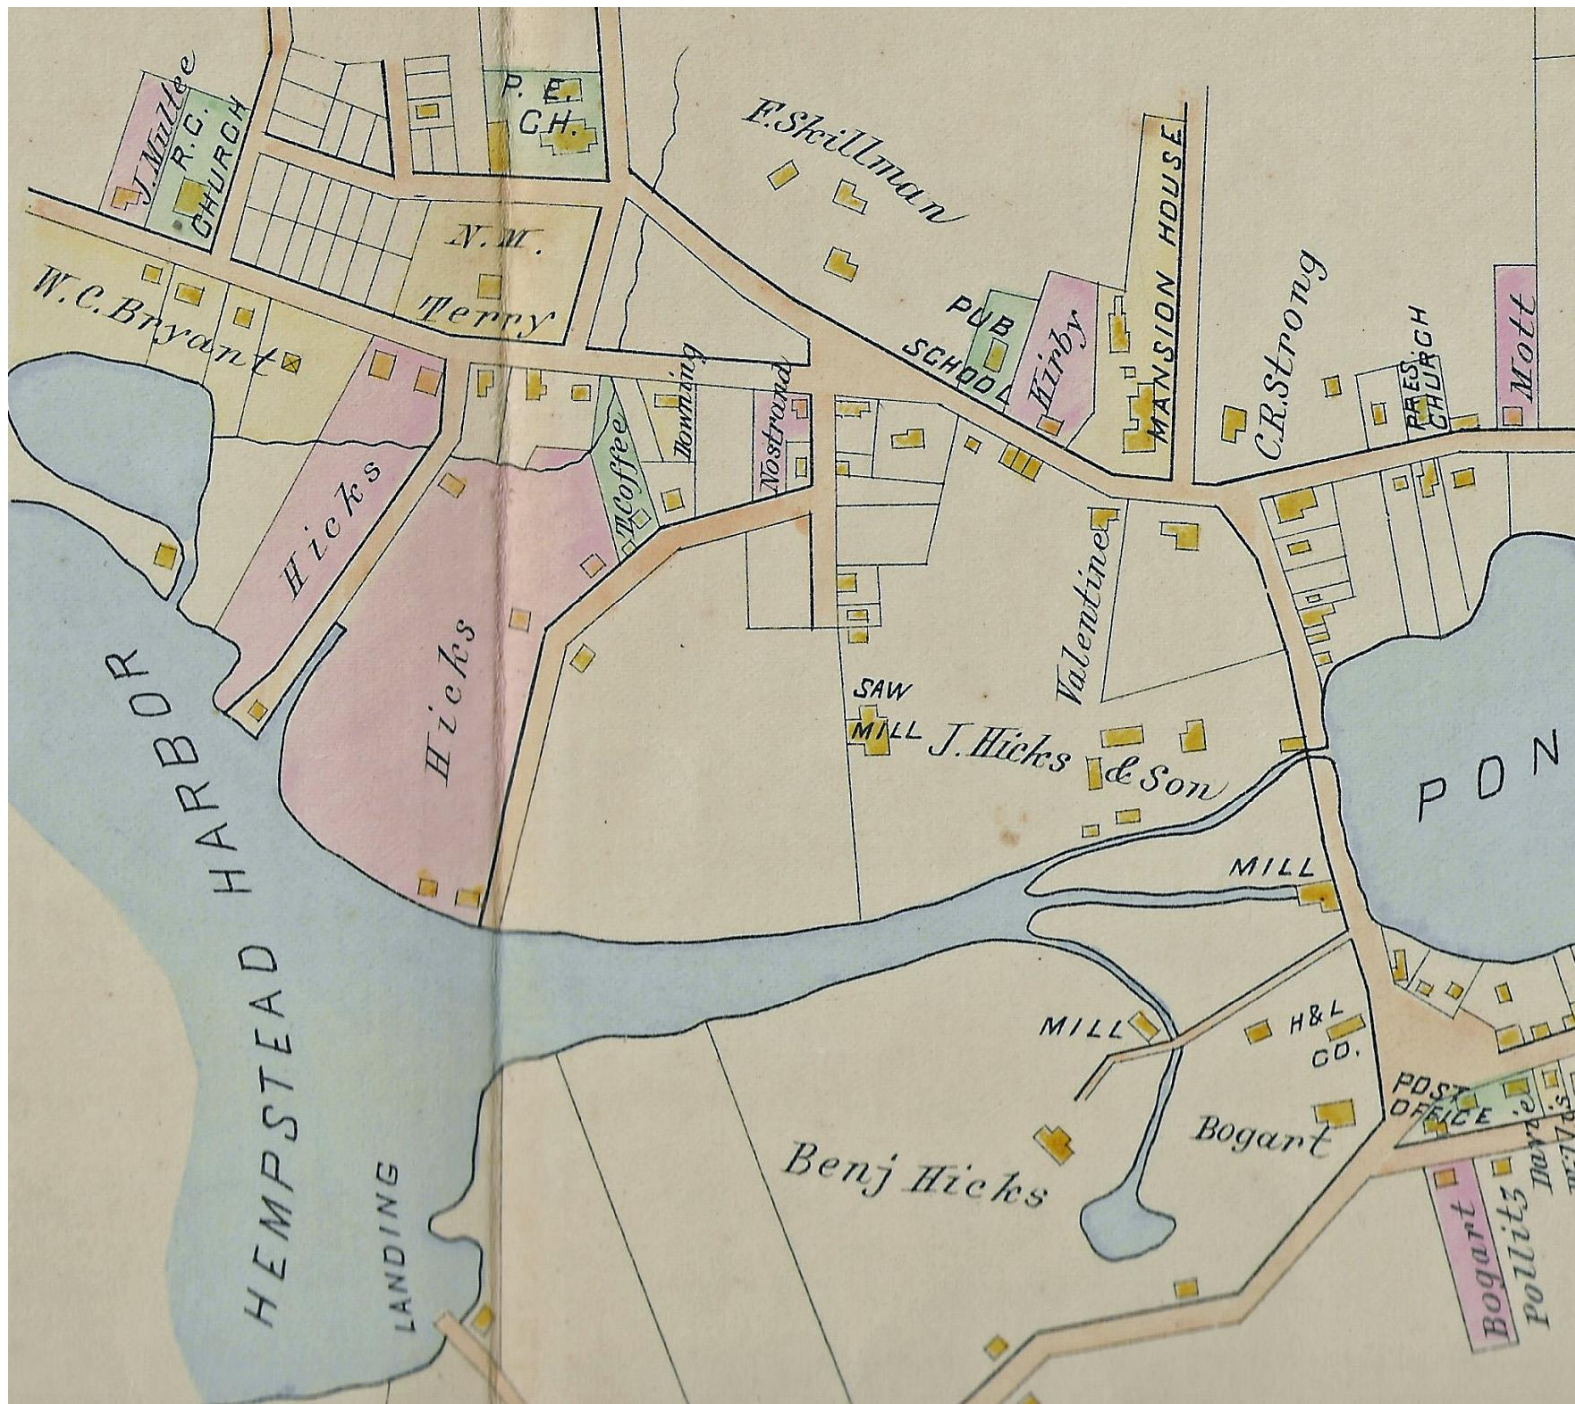 J. Mullee
R. C.
CHURCH
P. E.
CH.
F. Skillman
W. C. Bryant
N. M.
Terry
PUB
SCHOOL
Kirby
MANSION HOUSE
C. R. Strong
PRES.
CHURCH
Mott
Hicks
T. Coffee
Downing
Nostrand
Valentine
Hicks
SAW
MILL
J. Hicks
& Son
PON
HEMPSTEAD HARBOR
MILL
MILL
H & L
CO.
POST
OFFICE
Bogart
Benj Hicks
LANDING
Bogart
Pollitz